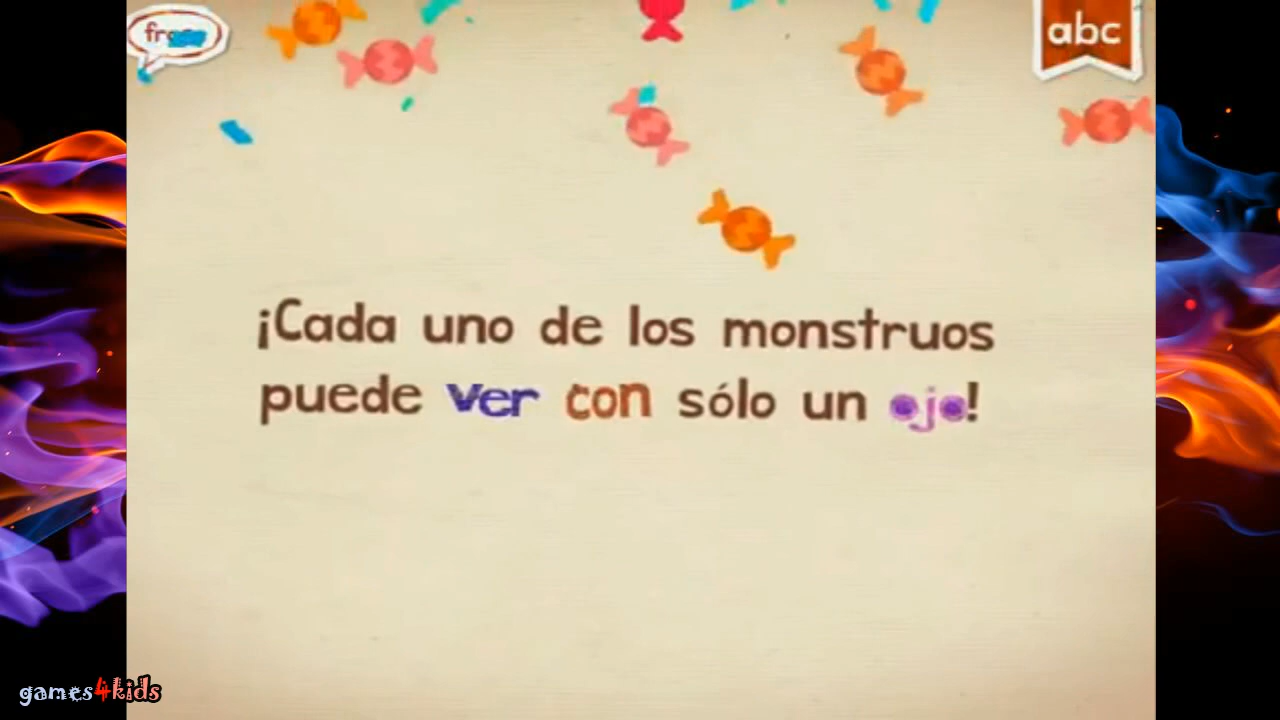 abc
¡Cada uno de los monstruos
puede ver con sólo un ojo!
games4kids